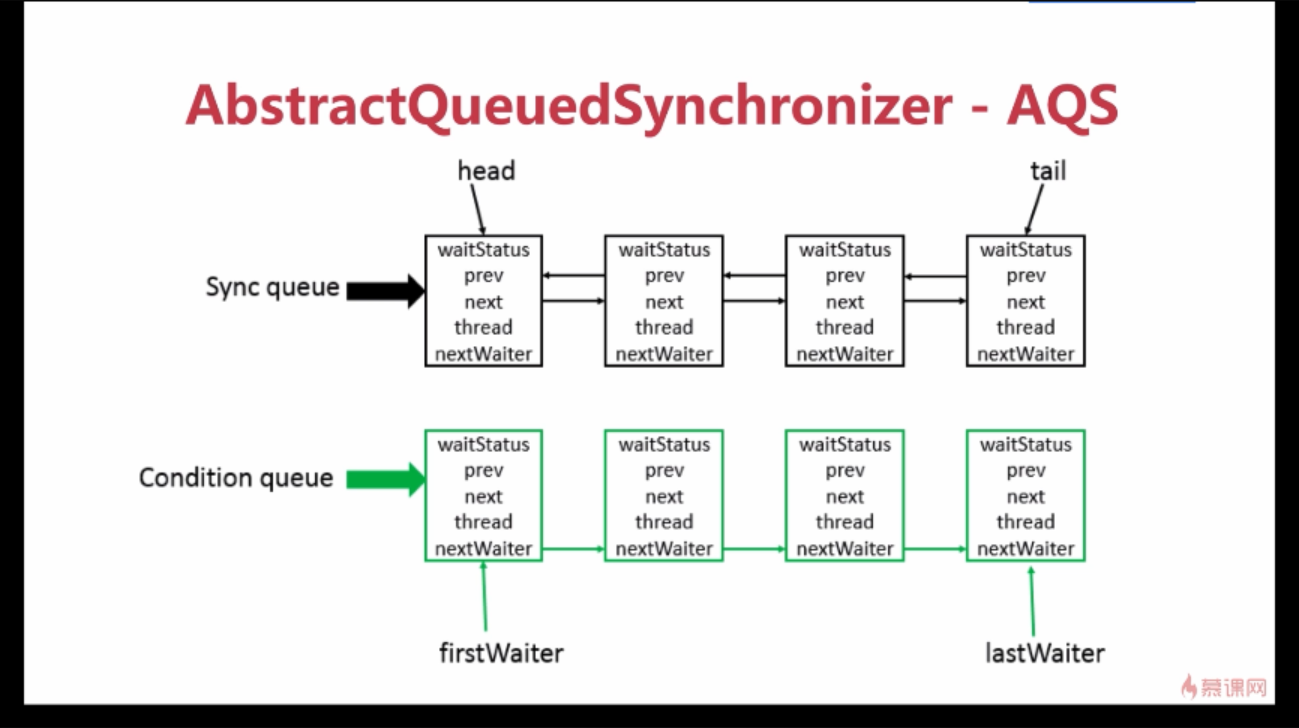 AbstractQueuedSynchronizer - AQS
head
tail
Sync queue
waitStatus
prev
next
thread
nextWaiter
waitStatus
prev
next
thread
nextWaiter
waitStatus
prev
next
thread
nextWaiter
waitStatus
prev
next
thread
nextWaiter
Condition queue
waitStatus
prev
next
thread
nextWaiter
waitStatus
prev
next
thread
nextWaiter
waitStatus
prev
next
thread
nextWaiter
waitStatus
prev
next
thread
nextWaiter
firstWaiter
lastWaiter
慕课网